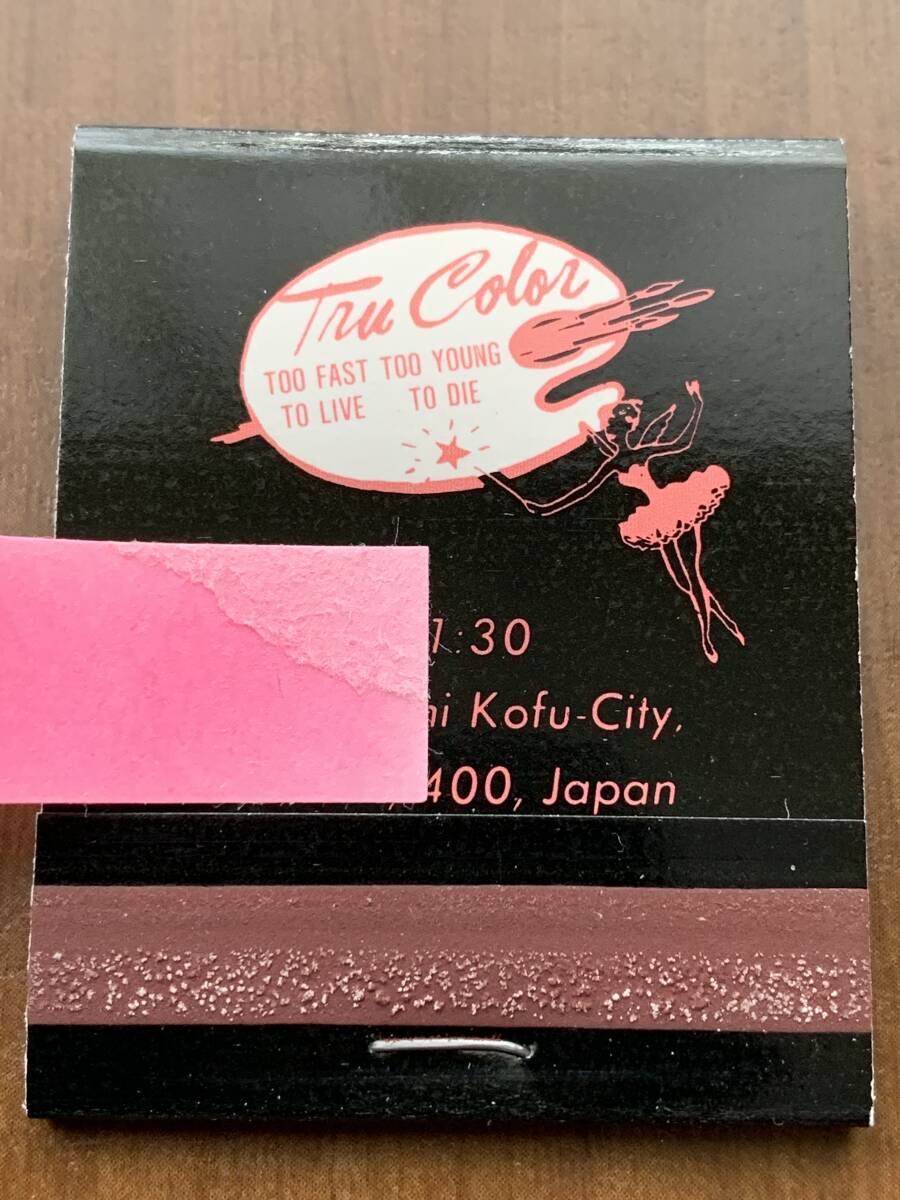 Tru Color
TOO FAST TOO YOUNG
TO LIVE TO DIE
1:30
Kofu-City,
400, Japan